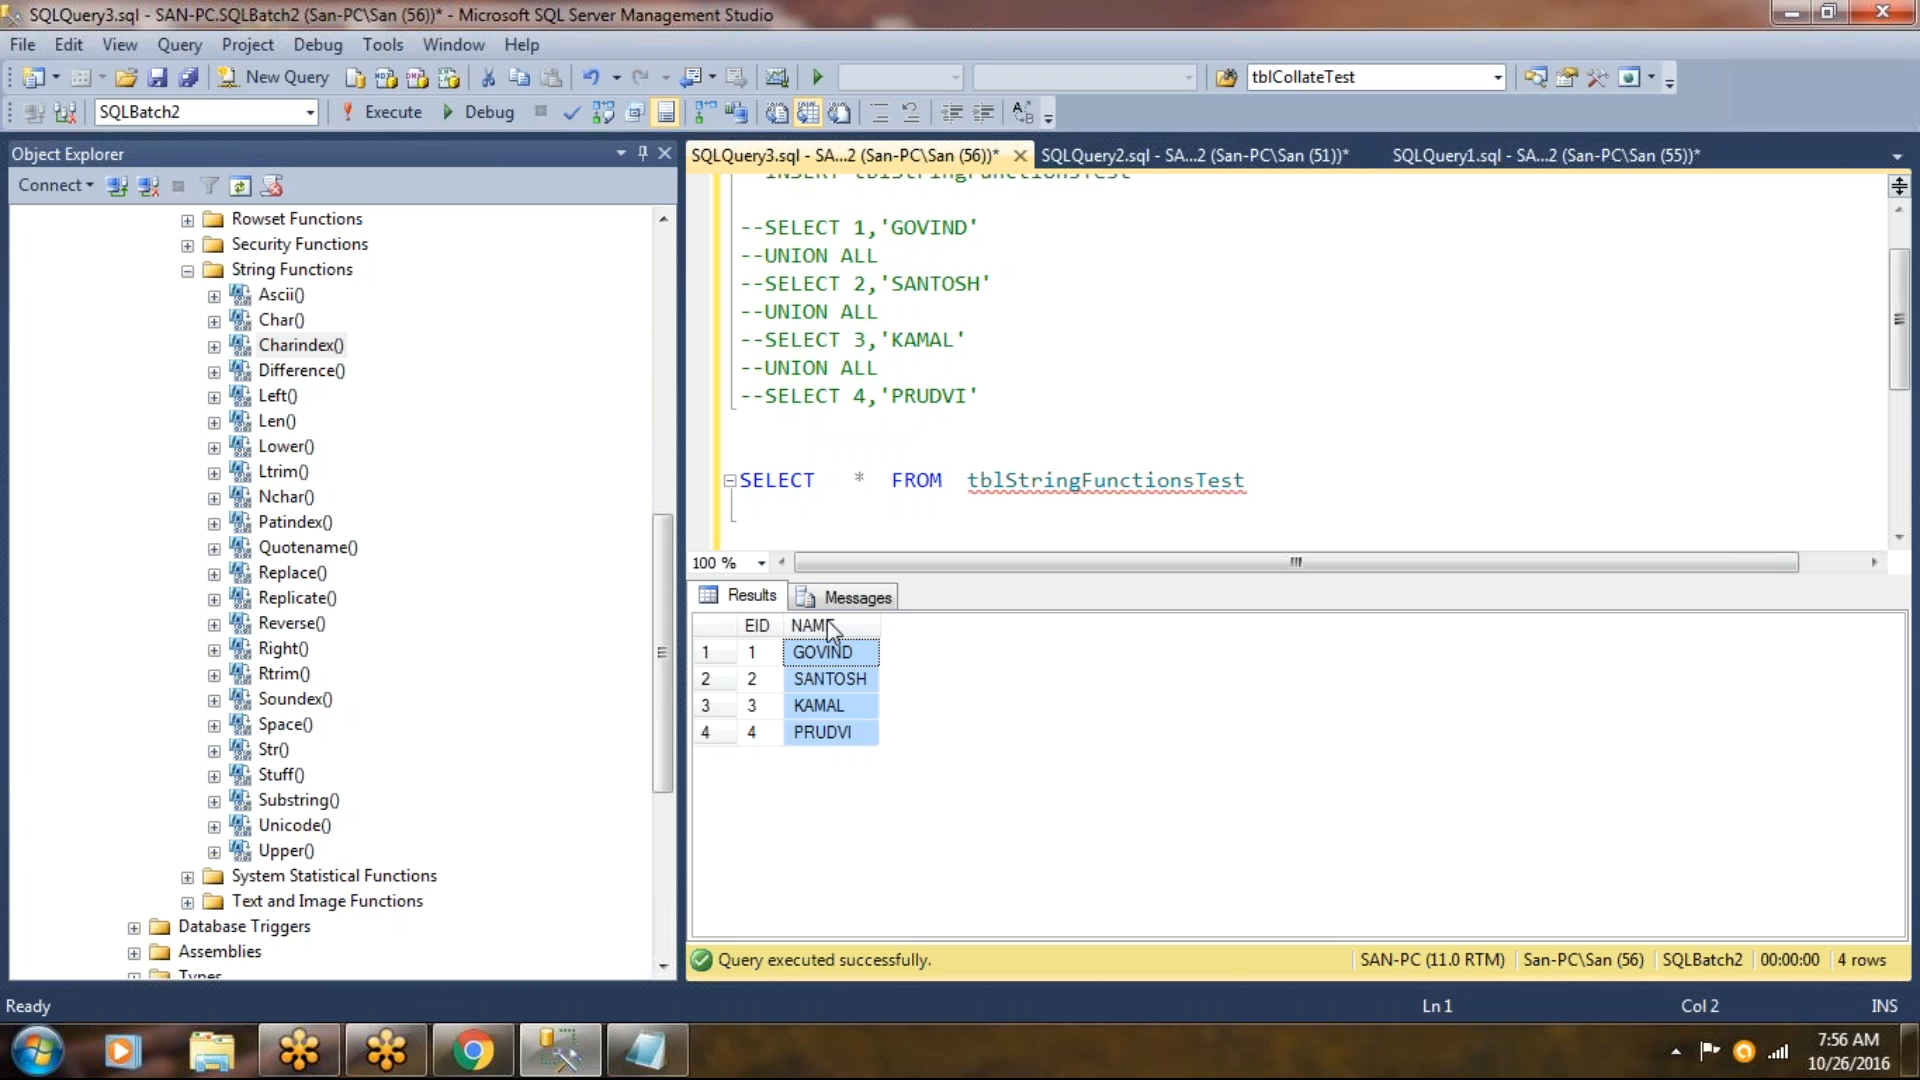 SQLQuery3.sql - SAN-PC.SQLBatch2 (San-PC\San (56))* - Microsoft SQL Server Management Studio
File Edit View Query Project Debug Tools Window Help
New Query tblCollateTest
SQLBatch2 Execute Debug
Object Explorer
Connect
Rowset Functions
Security Functions
String Functions
Ascii()
Char()
Charindex()
Difference()
Left()
Len()
Lower()
Ltrim()
Nchar()
Patindex()
Quotename()
Replace()
Replicate()
Reverse()
Right()
Rtrim()
Soundex()
Space()
Str()
Stuff()
Substring()
Unicode()
Upper()
System Statistical Functions
Text and Image Functions
Database Triggers
Assemblies
Types
SQLQuery3.sql - SA...2 (San-PC\San (56))* SQLQuery2.sql - SA...2 (San-PC\San (51))* SQLQuery1.sql - SA...2 (San-PC\San (55))*
--INSERT tblStringFunctionsTest
--SELECT 1,'GOVIND'
--UNION ALL
--SELECT 2,'SANTOSH'
--UNION ALL
--SELECT 3,'KAMAL'
--UNION ALL
--SELECT 4,'PRUDVI'
SELECT * FROM tblStringFunctionsTest
100 %
Results Messages
EID NAME
1 1 GOVIND
2 2 SANTOSH
3 3 KAMAL
4 4 PRUDVI
Query executed successfully. SAN-PC (11.0 RTM) San-PC\San (56) SQLBatch2 00:00:00 4 rows
Ready Ln 1 Col 2 INS
7:56 AM
10/26/2016